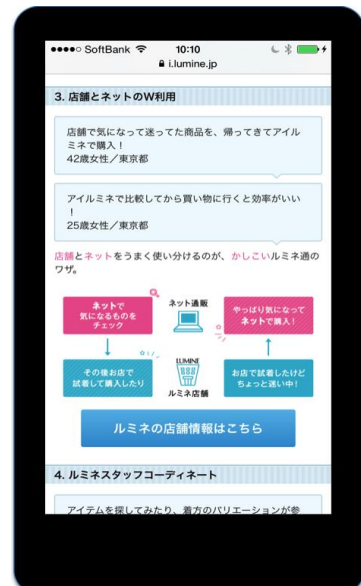 SoftBank 10:10
i.lumine.jp
3. 店舗とネットのW利用
店舗で気になって迷ってた商品を、帰ってきてアイル
ミネで購入！
42歳女性／東京都
アイルミネで比較してから買い物に行くと効率がいい
！
25歳女性／東京都
店舗とネットをうまく使い分けるのが、かしこいルミネ通の
ワザ。
ネットで
気になるものを
チェック
ネット通販
やっぱり気になって
ネットで購入！
その後お店で
試着して購入したり
LUMINE
ルミネ店舗
お店で試着したけど
ちょっと迷い中！
ルミネの店舗情報はこちら
4. ルミネスタッフコーディネート
アイテムを探してみたり、着方のバリエーションが参